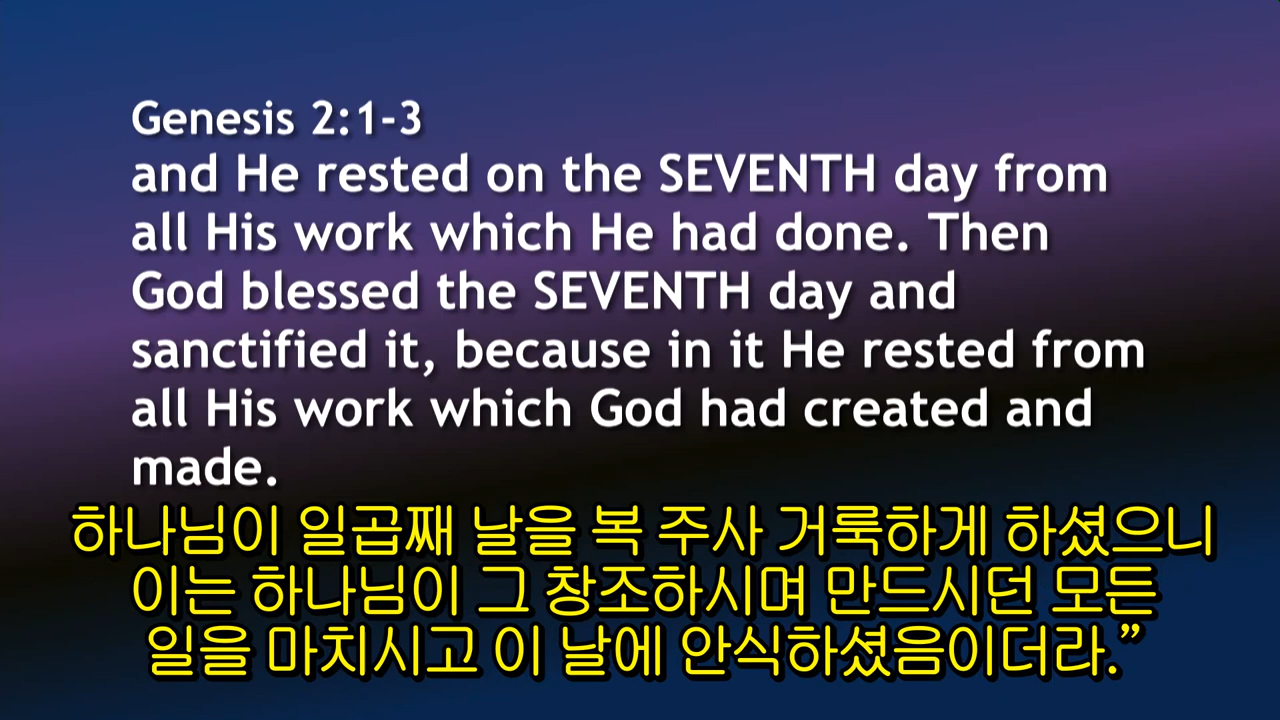 Genesis 2:1-3
and He rested on the SEVENTH day from
all His work which He had done. Then
God blessed the SEVENTH day and
sanctified it, because in it He rested from
all His work which God had created and
made.
하나님이 일곱째 날을 복 주사 거룩하게 하셨으니
이는 하나님이 그 창조하시며 만드시던 모든
일을 마치시고 이 날에 안식하셨음이더라.”